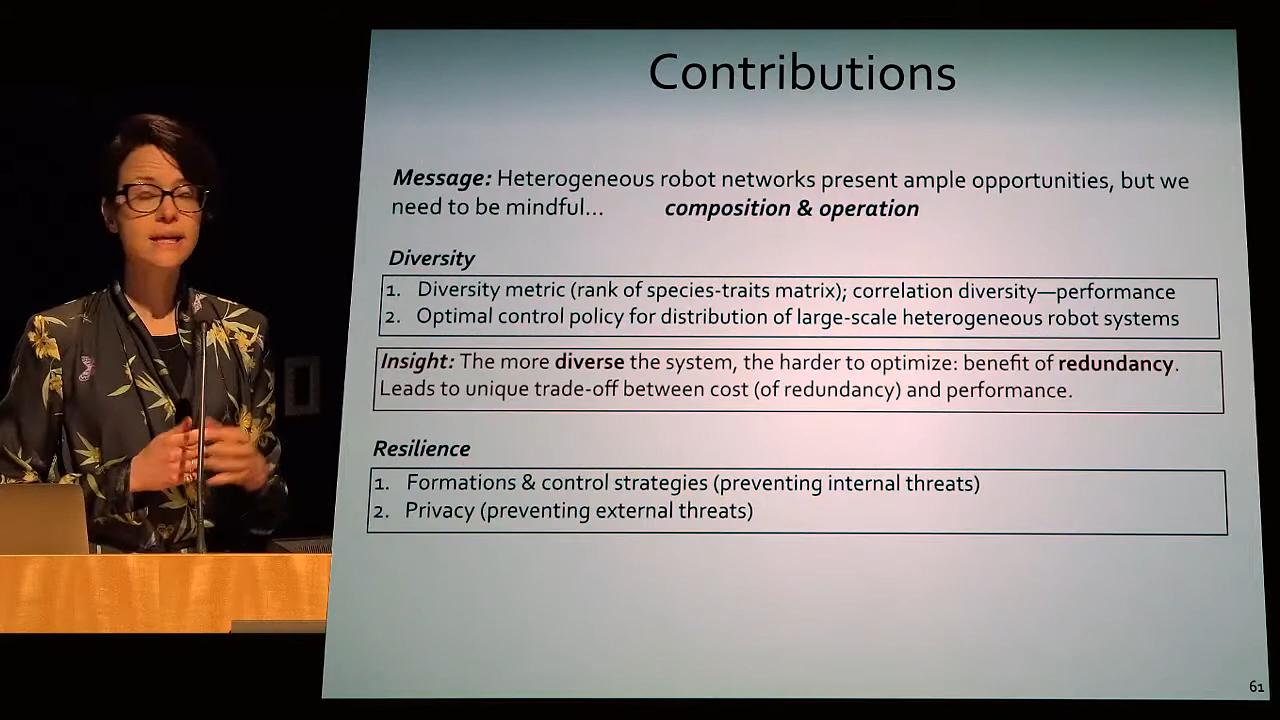 Contributions
Message: Heterogeneous robot networks present ample opportunities, but we
need to be mindful... composition & operation
Diversity
1. Diversity metric (rank of species-traits matrix); correlation diversity—performance
2. Optimal control policy for distribution of large-scale heterogeneous robot systems
Insight: The more diverse the system, the harder to optimize: benefit of redundancy.
Leads to unique trade-off between cost (of redundancy) and performance.
Resilience
1. Formations & control strategies (preventing internal threats)
2. Privacy (preventing external threats)
61